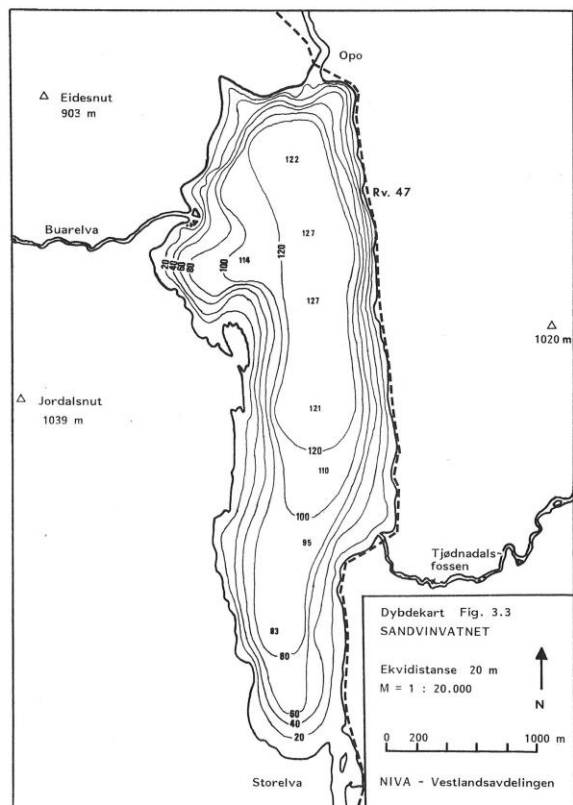 Opo
Eidesnut
903 m
122
Rv. 47
Buarelva
127
20 40 60 80 100 114 120
127
1020 m
Jordalsnut
1039 m
121
120
110
100
95
Tjødnadals-
fossen
83
80
60
40
20
Dybdekart Fig. 3.3
SANDVINVATNET
Ekvidistanse 20 m
M = 1 : 20.000
N
0 200 1000 m
Storelva
NIVA - Vestlandsavdelingen